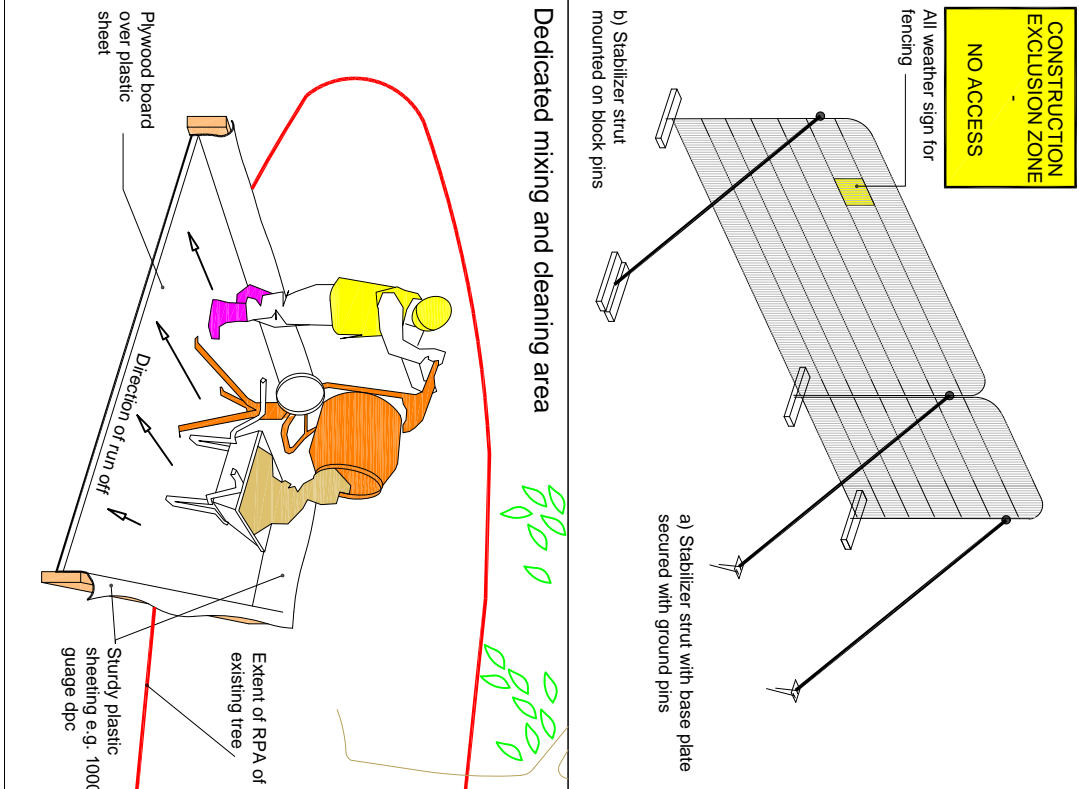 CONSTRUCTION
EXCLUSION ZONE
-
NO ACCESS
All weather sign for
fencing
a) Stabilizer strut with base plate
secured with ground pins
b) Stabilizer strut
mounted on block pins
Dedicated mixing and cleaning area
Plywood board
over plastic
sheet
Direction of run off
Extent of RPA of
existing tree
Sturdy plastic
sheeting e.g. 1000
guage dpc